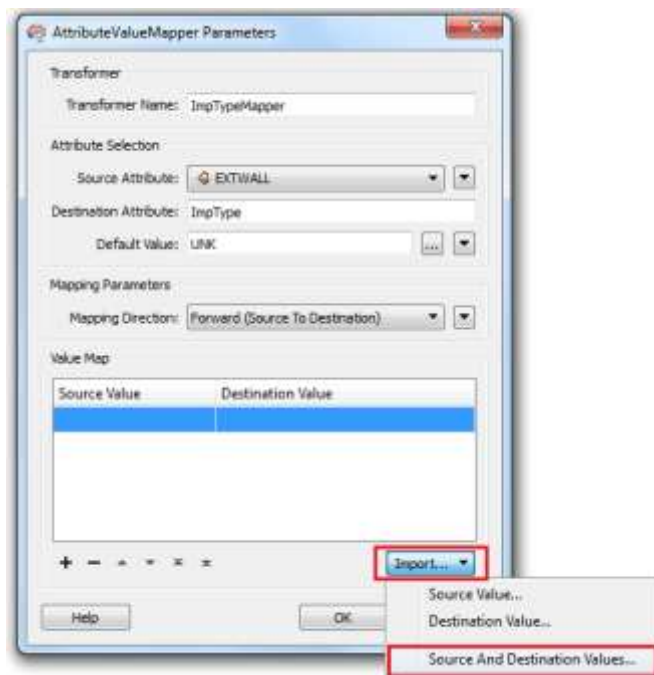 AttributeValueMapper Parameters
Transformer
Transformer Name: ImpTypeMapper
Attribute Selection
Source Attribute: EXTWALL
Destination Attribute: ImpType
Default Value: UNK ...
Mapping Parameters
Mapping Direction: Forward (Source To Destination)
Value Map
Source Value Destination Value
Import...
Source Value...
Help OK Destination Value...
Source And Destination Values...